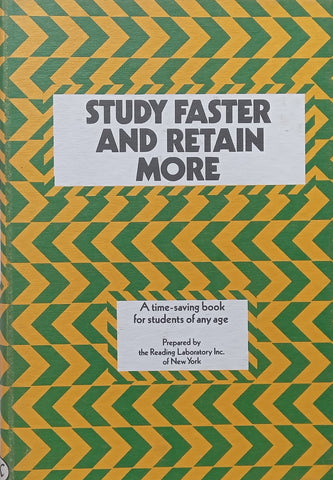 STUDY FASTER
AND RETAIN
MORE
A time-saving book
for students of any age
Prepared by
the Reading Laboratory Inc.
of New York